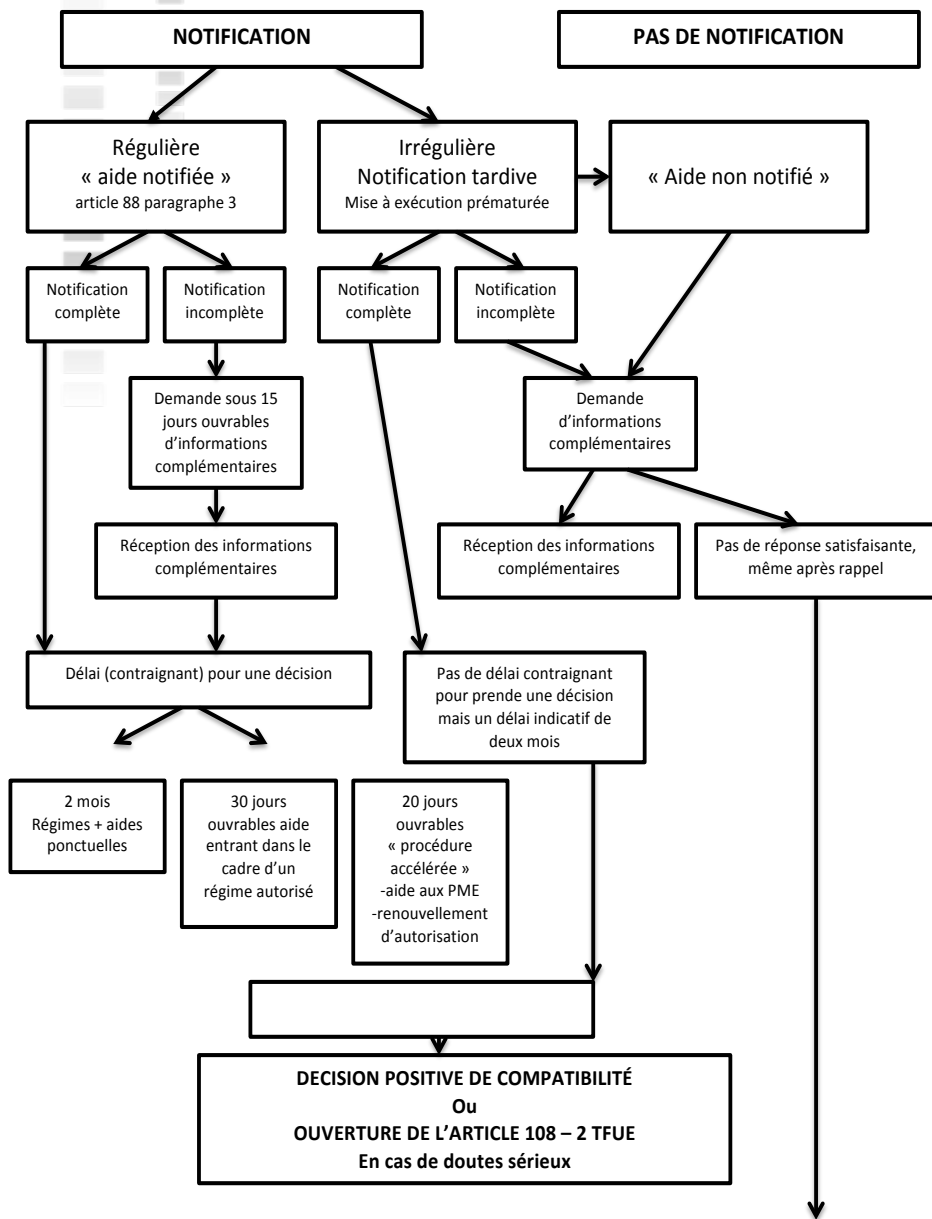 NOTIFICATION
PAS DE NOTIFICATION
Régulière
« aide notifiée »
article 88 paragraphe 3
Irrégulière
Notification tardive
Mise à exécution prématurée
« Aide non notifié »
Notification
complète
Notification
incomplète
Notification
complète
Notification
incomplète
Demande sous 15
jours ouvrables
d’informations
complémentaires
Demande
d’informations
complémentaires
Réception des informations
complémentaires
Réception des informations
complémentaires
Pas de réponse satisfaisante,
même après rappel
Délai (contraignant) pour une décision
Pas de délai contraignant
pour prende une décision
mais un délai indicatif de
deux mois
2 mois
Régimes + aides
ponctuelles
30 jours
ouvrables aide
entrant dans le
cadre d’un
régime autorisé
20 jours
ouvrables
« procédure
accélérée »
-aide aux PME
-renouvellement
d’autorisation
DECISION POSITIVE DE COMPATIBILITÉ
Ou
OUVERTURE DE L’ARTICLE 108 – 2 TFUE
En cas de doutes sérieux